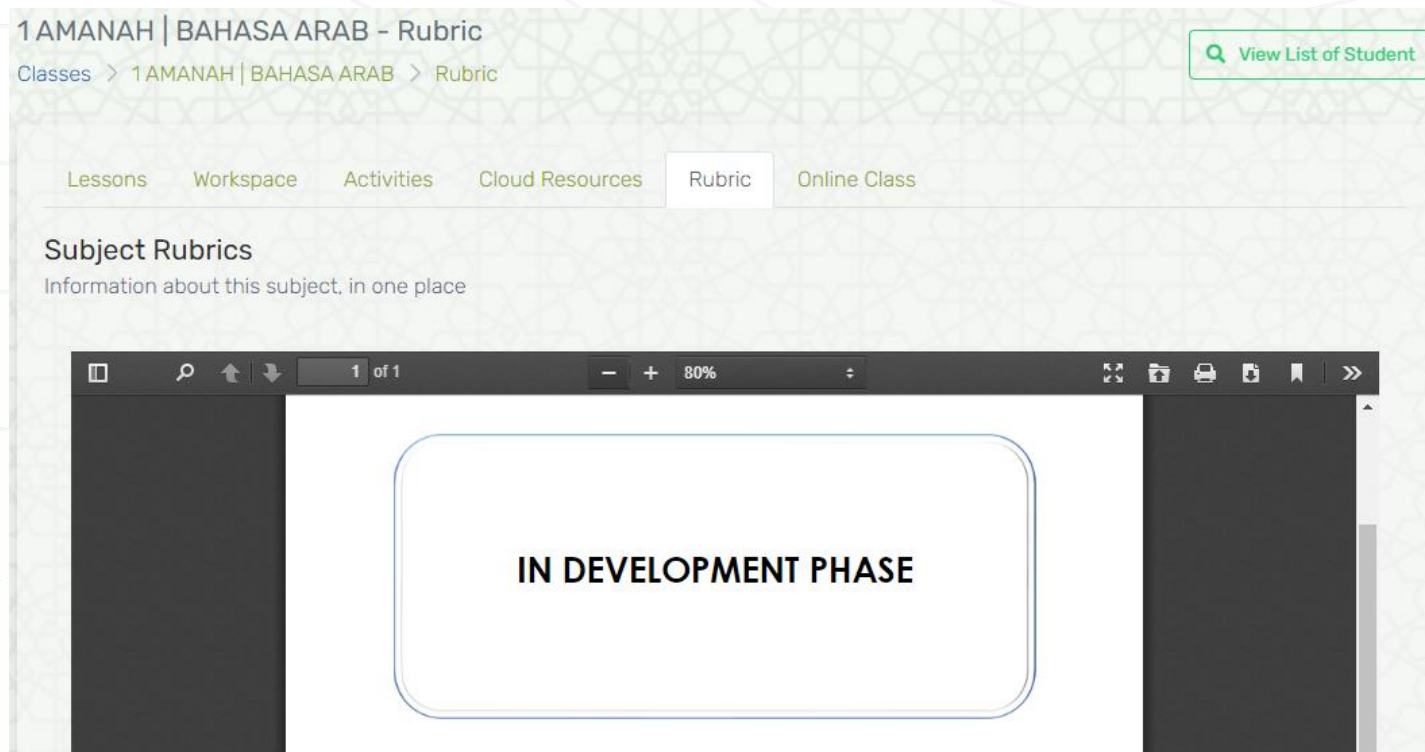 1 AMANAH | BAHASA ARAB - Rubric
View List of Student
Classes > 1 AMANAH | BAHASA ARAB > Rubric
Lessons Workspace Activities Cloud Resources Rubric Online Class
Subject Rubrics
Information about this subject, in one place
1 of 1 80%
IN DEVELOPMENT PHASE